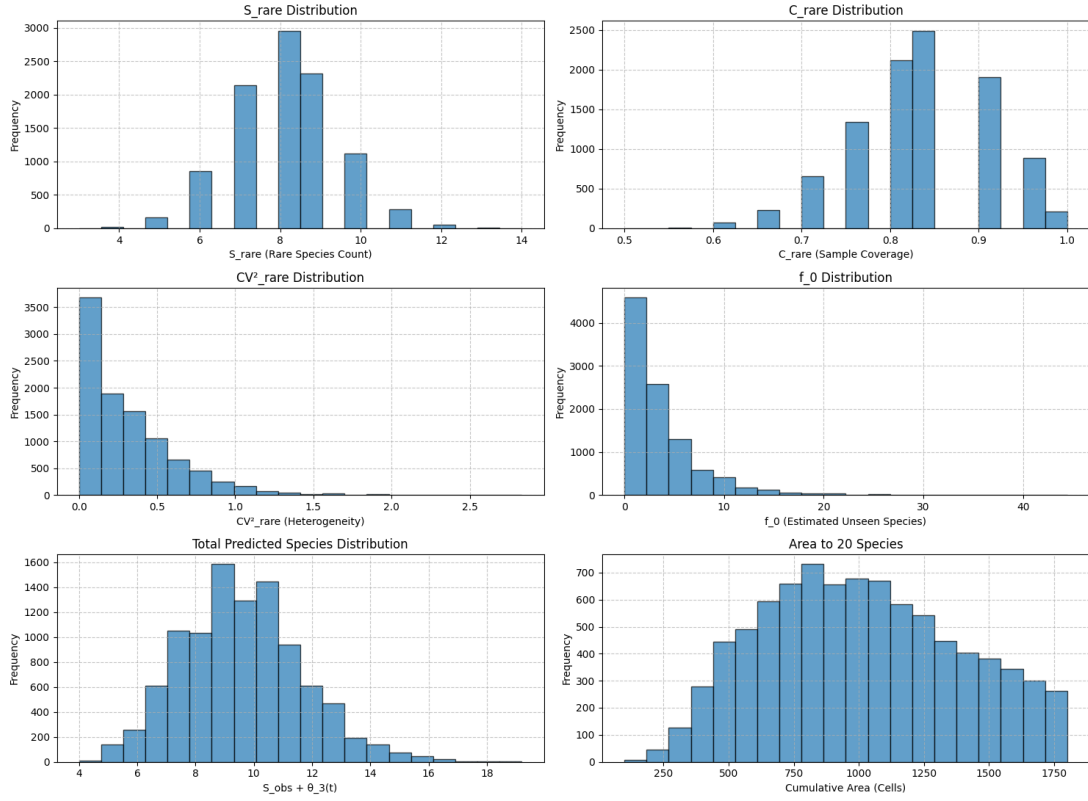 S_rare Distribution
Frequency
3000
2500
2000
1500
1000
500
0
4 6 8 10 12 14
S_rare (Rare Species Count)
C_rare Distribution
Frequency
2500
2000
1500
1000
500
0
0.5 0.6 0.7 0.8 0.9 1.0
C_rare (Sample Coverage)
CV²_rare Distribution
Frequency
3500
3000
2500
2000
1500
1000
500
0
0.0 0.5 1.0 1.5 2.0 2.5
CV²_rare (Heterogeneity)
f_0 Distribution
Frequency
4000
3000
2000
1000
0
0 10 20 30 40
f_0 (Estimated Unseen Species)
Total Predicted Species Distribution
Frequency
1600
1400
1200
1000
800
600
400
200
0
4 6 8 10 12 14 16 18
S_obs + θ_3(t)
Area to 20 Species
Frequency
700
600
500
400
300
200
100
0
250 500 750 1000 1250 1500 1750
Cumulative Area (Cells)